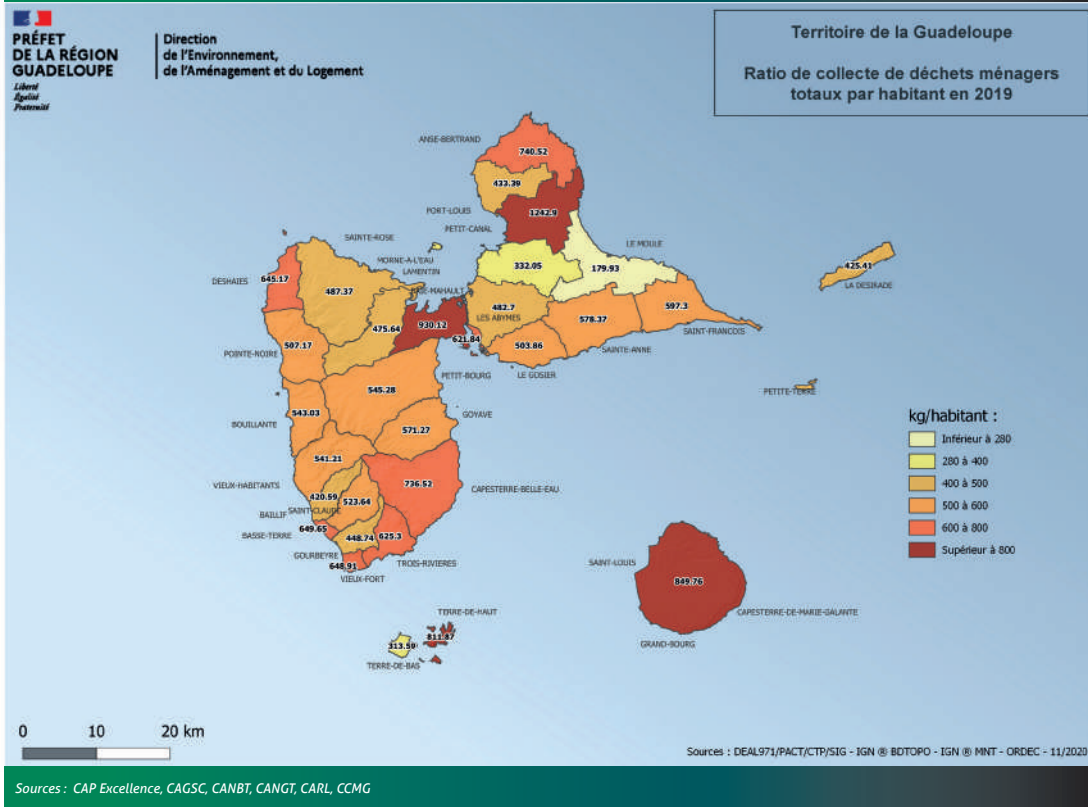 PRÉFET
DE LA RÉGION
GUADELOUPE
Liberté
Égalité
Fraternité
Direction
de l'Environnement,
de l'Aménagement et du Logement
Territoire de la Guadeloupe
Ratio de collecte de déchets ménagers
totaux par habitant en 2019
ANSE-BERTRAND
740.52
433.39
PORT-LOUIS
1242.9
PETIT-CANAL
SAINTE-ROSE
LE MOULE
MORNE-A-L'EAU
LAMENTIN
332.05
179.93
425.41
LA DESIRADE
DESHAIES
645.17
487.37
BAIE-MAHAULT
482.7
LES ABYMES
597.3
578.37
SAINT-FRANCOIS
475.64
930.12
621.84
503.86
SAINTE-ANNE
507.17
POINTE-NOIRE
PETIT-BOURG
LE GOSIER
545.28
PETITE-TERRE
543.03
BOUILLANTE
GOYAVE
571.27
541.21
VIEUX-HABITANTS
736.52
CAPESTERRE-BELLE-EAU
420.59
523.64
SAINT-CLAUDE
BAILLIF
649.65
BASSE-TERRE
448.74
625.3
GOURBEYRE
648.91
TROIS-RIVIERES
VIEUX-FORT
kg/habitant :
Inférieur à 280
280 à 400
400 à 500
500 à 600
600 à 800
Supérieur à 800
SAINT-LOUIS
849.76
CAPESTERRE-DE-MARIE-GALANTE
GRAND-BOURG
TERRE-DE-HAUT
811.87
313.59
TERRE-DE-BAS
0 10 20 km
Sources : DEAL971/PACT/CTP/SIG - IGN ® BDTOPO - IGN ® MNT - ORDEC - 11/2020
Sources : CAP Excellence, CAGSC, CANBT, CANGT, CARL, CCMG